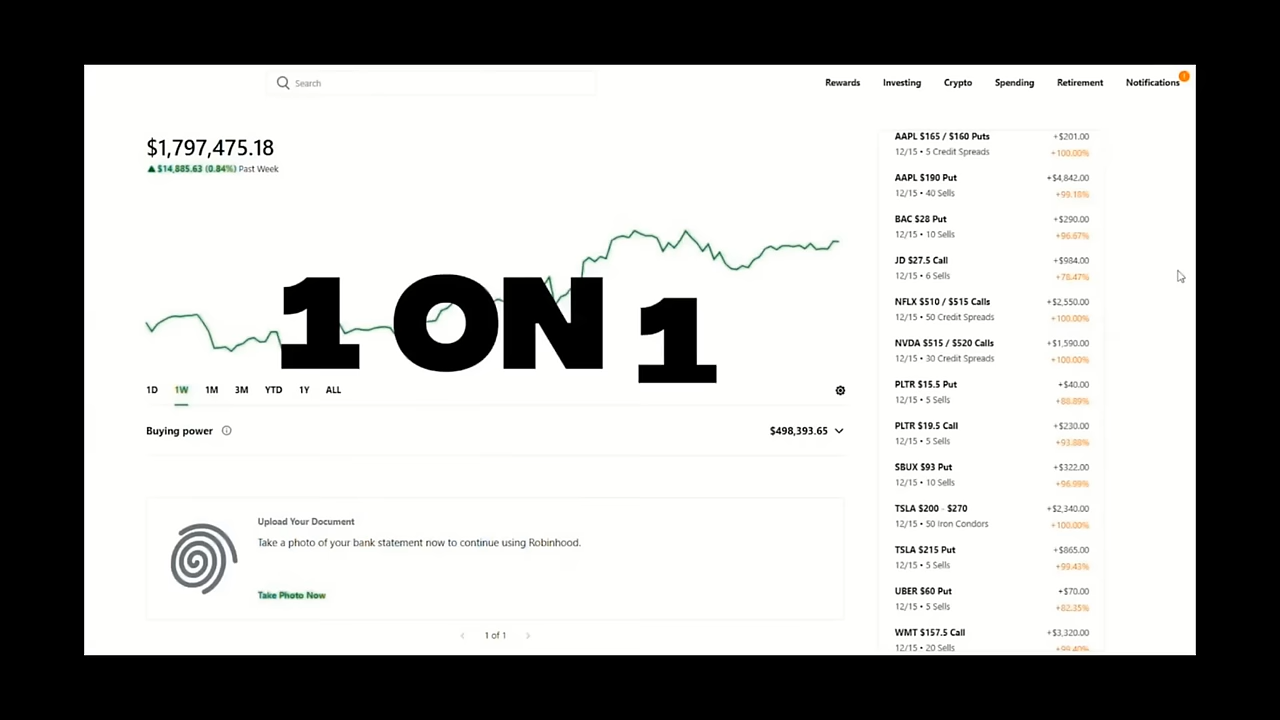 Search
Rewards
Investing
Crypto
Spending
Retirement
Notifications
$1,797,475.18
▲ $14,885.63 (0.84%) Past Week
1 ON 1
1D 1W 1M 3M YTD 1Y ALL
Buying power
$498,393.65
Upload Your Document
Take a photo of your bank statement now to continue using Robinhood.
Take Photo Now
1 of 1
AAPL $165 / $160 Puts +$201.00
12/15 • 5 Credit Spreads +100.00%
AAPL $190 Put +$4,842.00
12/15 • 40 Sells +99.18%
BAC $28 Put +$290.00
12/15 • 10 Sells +96.67%
JD $27.5 Call +$984.00
12/15 • 6 Sells +78.47%
NFLX $510 / $515 Calls +$2,550.00
12/15 • 50 Credit Spreads +100.00%
NVDA $515 / $520 Calls +$1,590.00
12/15 • 30 Credit Spreads +100.00%
PLTR $15.5 Put +$40.00
12/15 • 5 Sells +88.89%
PLTR $19.5 Call +$230.00
12/15 • 5 Sells +93.88%
SBUX $93 Put +$322.00
12/15 • 10 Sells +96.99%
TSLA $200 - $270 +$2,340.00
12/15 • 50 Iron Condors +100.00%
TSLA $215 Put +$865.00
12/15 • 5 Sells +99.43%
UBER $60 Put +$70.00
12/15 • 5 Sells +82.35%
WMT $157.5 Call +$3,320.00
12/15 • 20 Sells +99.40%